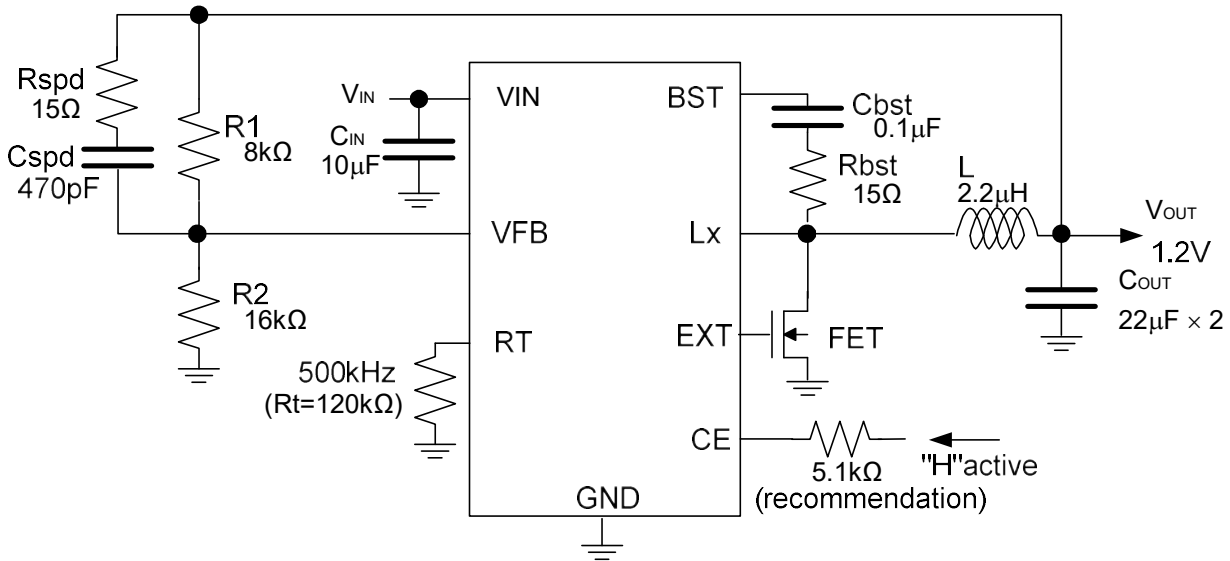 Rspd
15Ω
Cspd
470pF
R1
8kΩ
R2
16kΩ
VIN
CIN
10µF
500kHz
(Rt=120kΩ)
VIN
VFB
RT
GND
BST
Lx
EXT
CE
Cbst
0.1µF
Rbst
15Ω
L
2.2µH
VOUT
1.2V
COUT
22µF × 2
FET
5.1kΩ
(recommendation)
"H"active